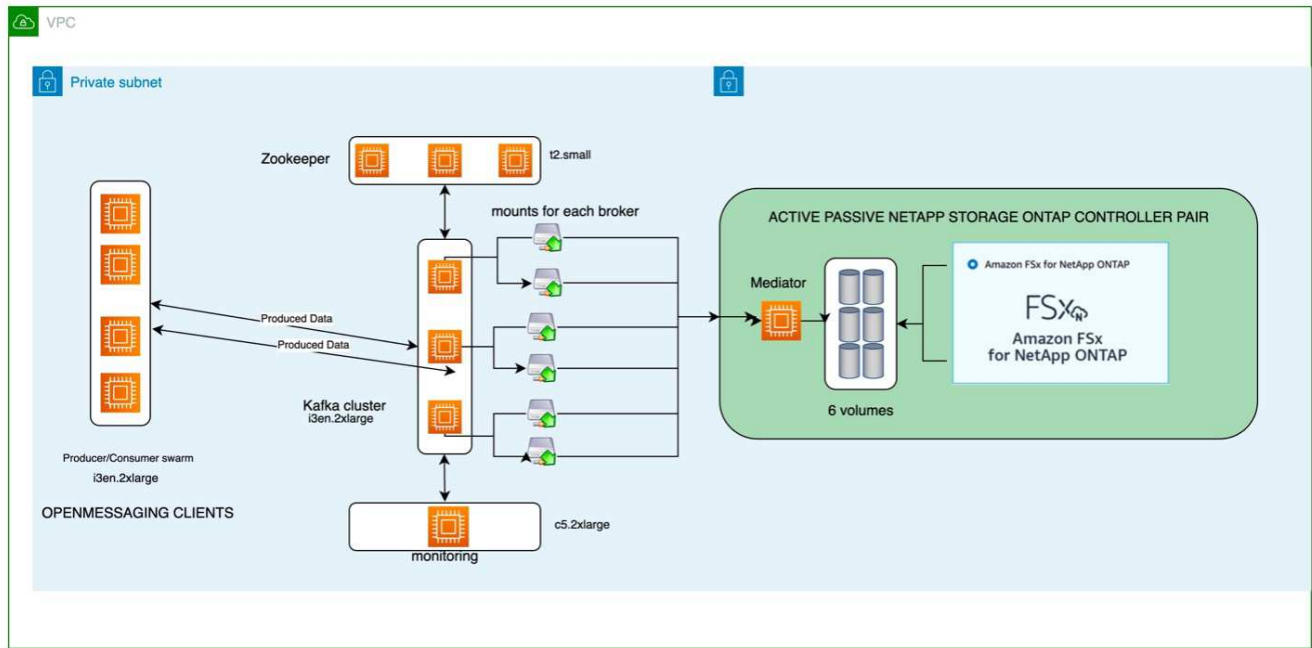 VPC
Private subnet
Zookeeper
t2.small
mounts for each broker
ACTIVE PASSIVE NETAPP STORAGE ONTAP CONTROLLER PAIR
Amazon FSx for NetApp ONTAP
Mediator
FSx
N
Amazon FSx
for NetApp ONTAP
Produced Data
Produced Data
Kafka cluster
i3en.2xlarge
6 volumes
Producer/Consumer swarm
i3en.2xlarge
OPENMESSAGING CLIENTS
c5.2xlarge
monitoring